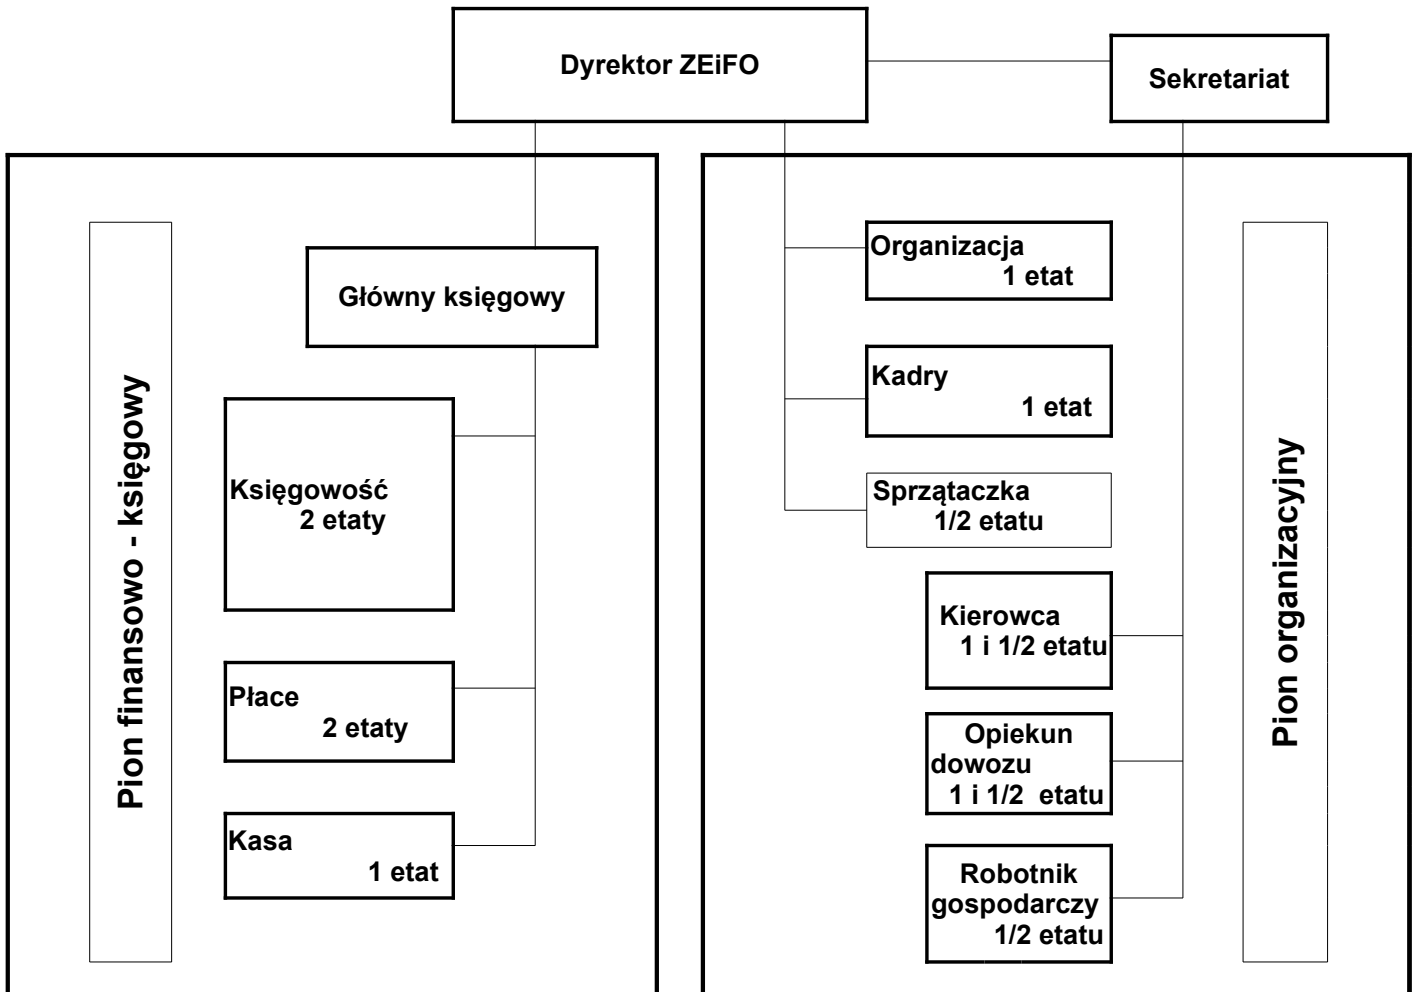 Dyrektor ZEiFO
Sekretariat
Pion finansowo - księgowy
Główny księgowy
Księgowość
2 etaty
Płace
2 etaty
Kasa
1 etat
Organizacja
1 etat
Kadry
1 etat
Sprzątaczka
1/2 etatu
Kierowca
1 i 1/2 etatu
Opiekun
dowozu
1 i 1/2 etatu
Robotnik
gospodarczy
1/2 etatu
Pion organizacyjny